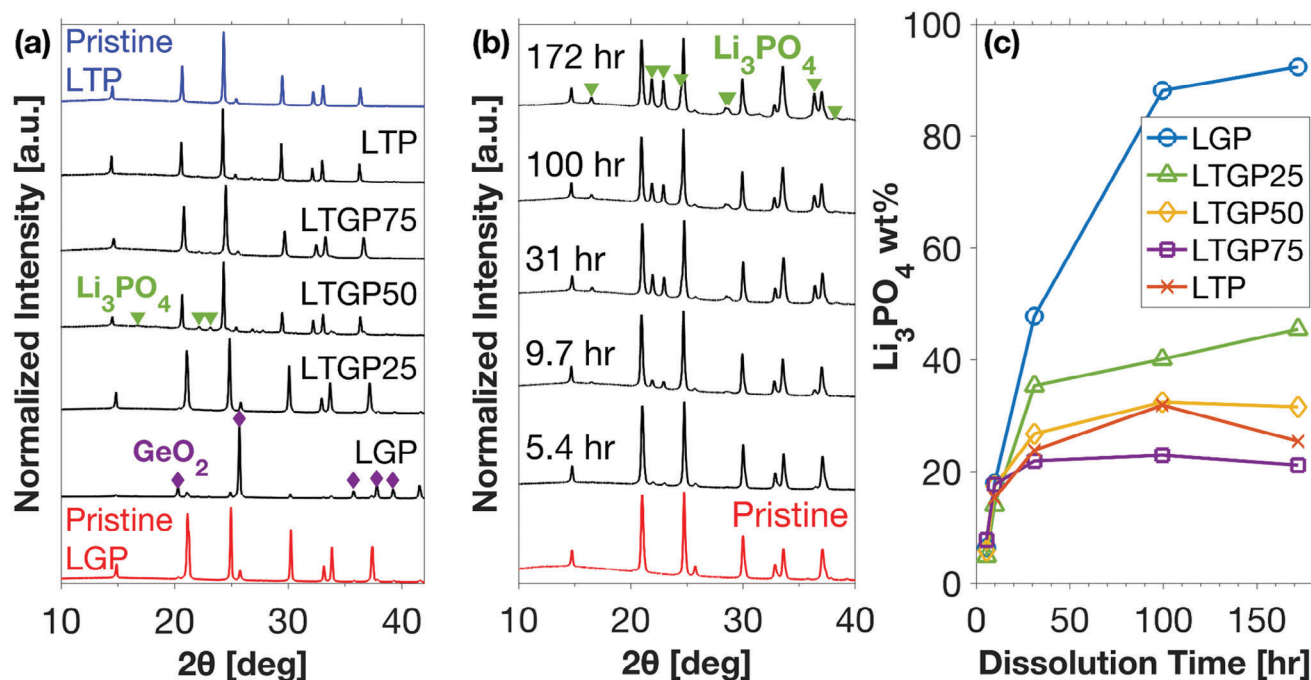 (a)
Pristine
LTP
LTP
LTGP75
Li₃PO₄
LTGP50
LTGP25
GeO₂
LGP
Pristine
LGP
Normalized Intensity [a.u.]
10 20 30 40
2θ [deg]
(b)
172 hr
Li₃PO₄
100 hr
31 hr
9.7 hr
5.4 hr
Pristine
Normalized Intensity [a.u.]
10 20 30 40
2θ [deg]
(c)
100
80
60
40
20
0
Li₃PO₄ wt%
LGP
LTGP25
LTGP50
LTGP75
LTP
0 50 100 150
Dissolution Time [hr]